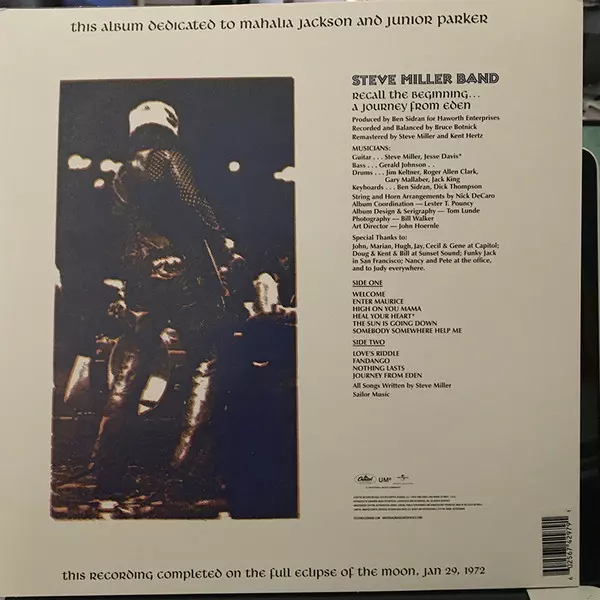 this album dedicated to mahalia jackson and junior parker
STEVE MILLER BAND
Recall the Beginning...
A Journey from Eden
Produced by Ben Sidran for Haworth Enterprises
Recorded and Balanced by Bruce Botnick
Remastered by Steve Miller and Kent Hertz
MUSICIANS:
Guitar . . . Steve Miller, Jesse Davis*
Bass . . . Gerald Johnson . .
Drums . . . Jim Keltner, Roger Allen Clark,
Gary Mallaber, Jack King
Keyboards . . . Ben Sidran, Dick Thompson
String and Horn Arrangements by Nick DeCaro
Album Coordination — Lester T. Pouncy
Album Design & Serigraphy — Tom Lunde
Photography — Bill Walker
Art Director — John Hoernle
Special Thanks to:
John, Marian, Hugh, Jay, Cecil & Gene at Capitol;
Doug & Kent & Bill at Sunset Sound; Funky Jack
in San Francisco; Nancy and Pete at the office,
and to Judy everywhere.
SIDE ONE
WELCOME
ENTER MAURICE
HIGH ON YOU MAMA
HEAL YOUR HEART*
THE SUN IS GOING DOWN
SOMEBODY SOMEWHERE HELP ME
SIDE TWO
LOVE'S RIDDLE
FANDANGO
NOTHING LASTS
JOURNEY FROM EDEN
All Songs Written by Steve Miller
Sailor Music
Capitol UMe
6 02567 42979 1
this recording completed on the full eclipse of the moon, jan 29, 1972